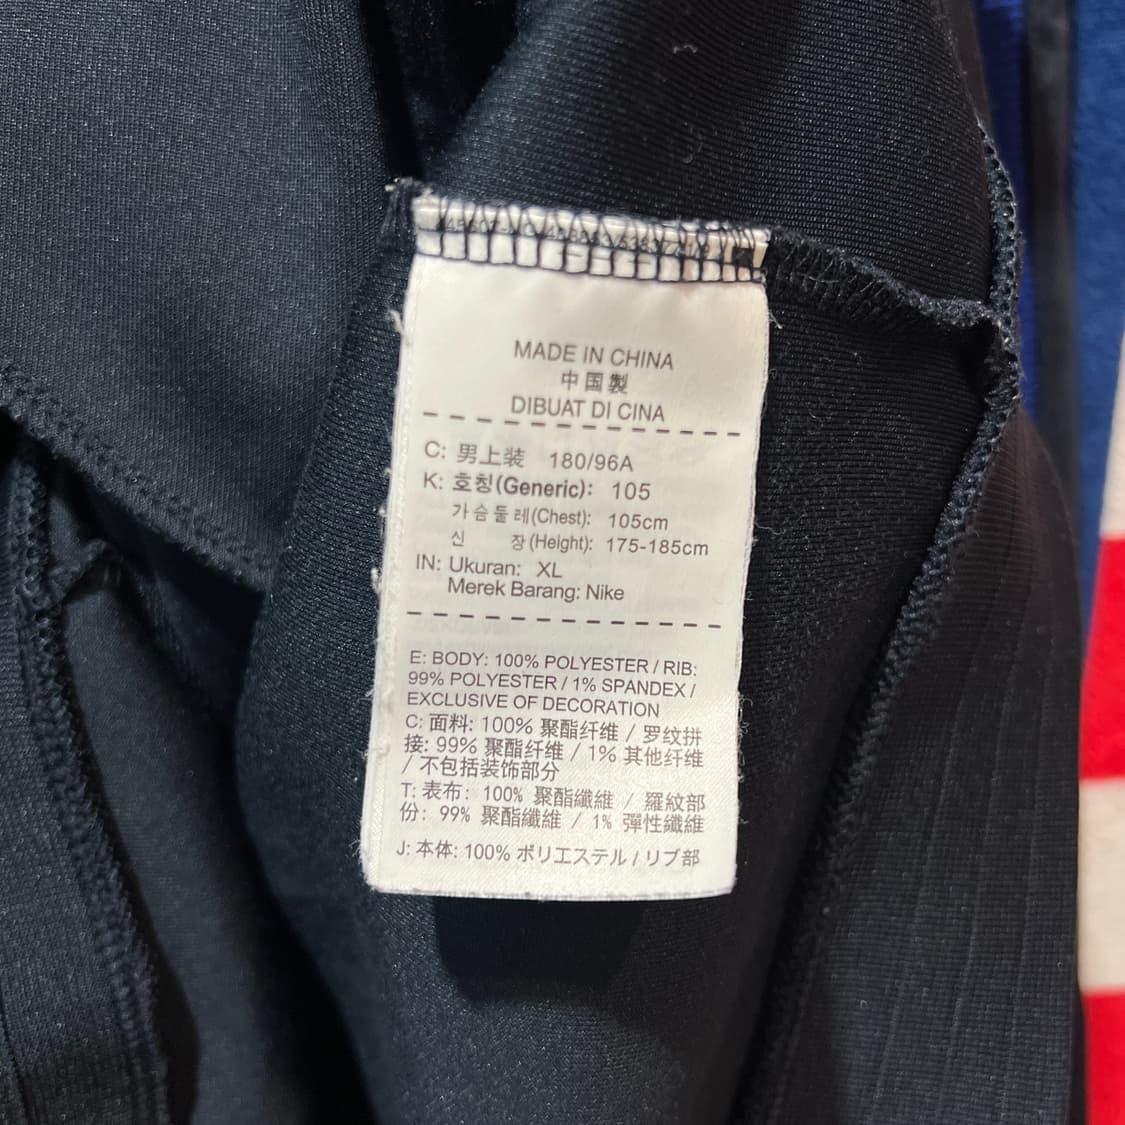 MADE IN CHINA
中国製
DIBUAT DI CINA
C: 男上装 180/96A
K: 호칭(Generic): 105
가슴둘레(Chest): 105cm
신 장(Height): 175-185cm
IN: Ukuran: XL
Merek Barang: Nike
E: BODY: 100% POLYESTER / RIB:
99% POLYESTER / 1% SPANDEX /
EXCLUSIVE OF DECORATION
C: 面料: 100% 聚酯纤维 / 罗纹拼
接: 99% 聚酯纤维 / 1% 其他纤维
/ 不包括装饰部分
T: 表布: 100% 聚酯纖維 / 羅紋部
份: 99% 聚酯纖維 / 1% 彈性纖維
J: 本体: 100% ポリエステル / リブ部